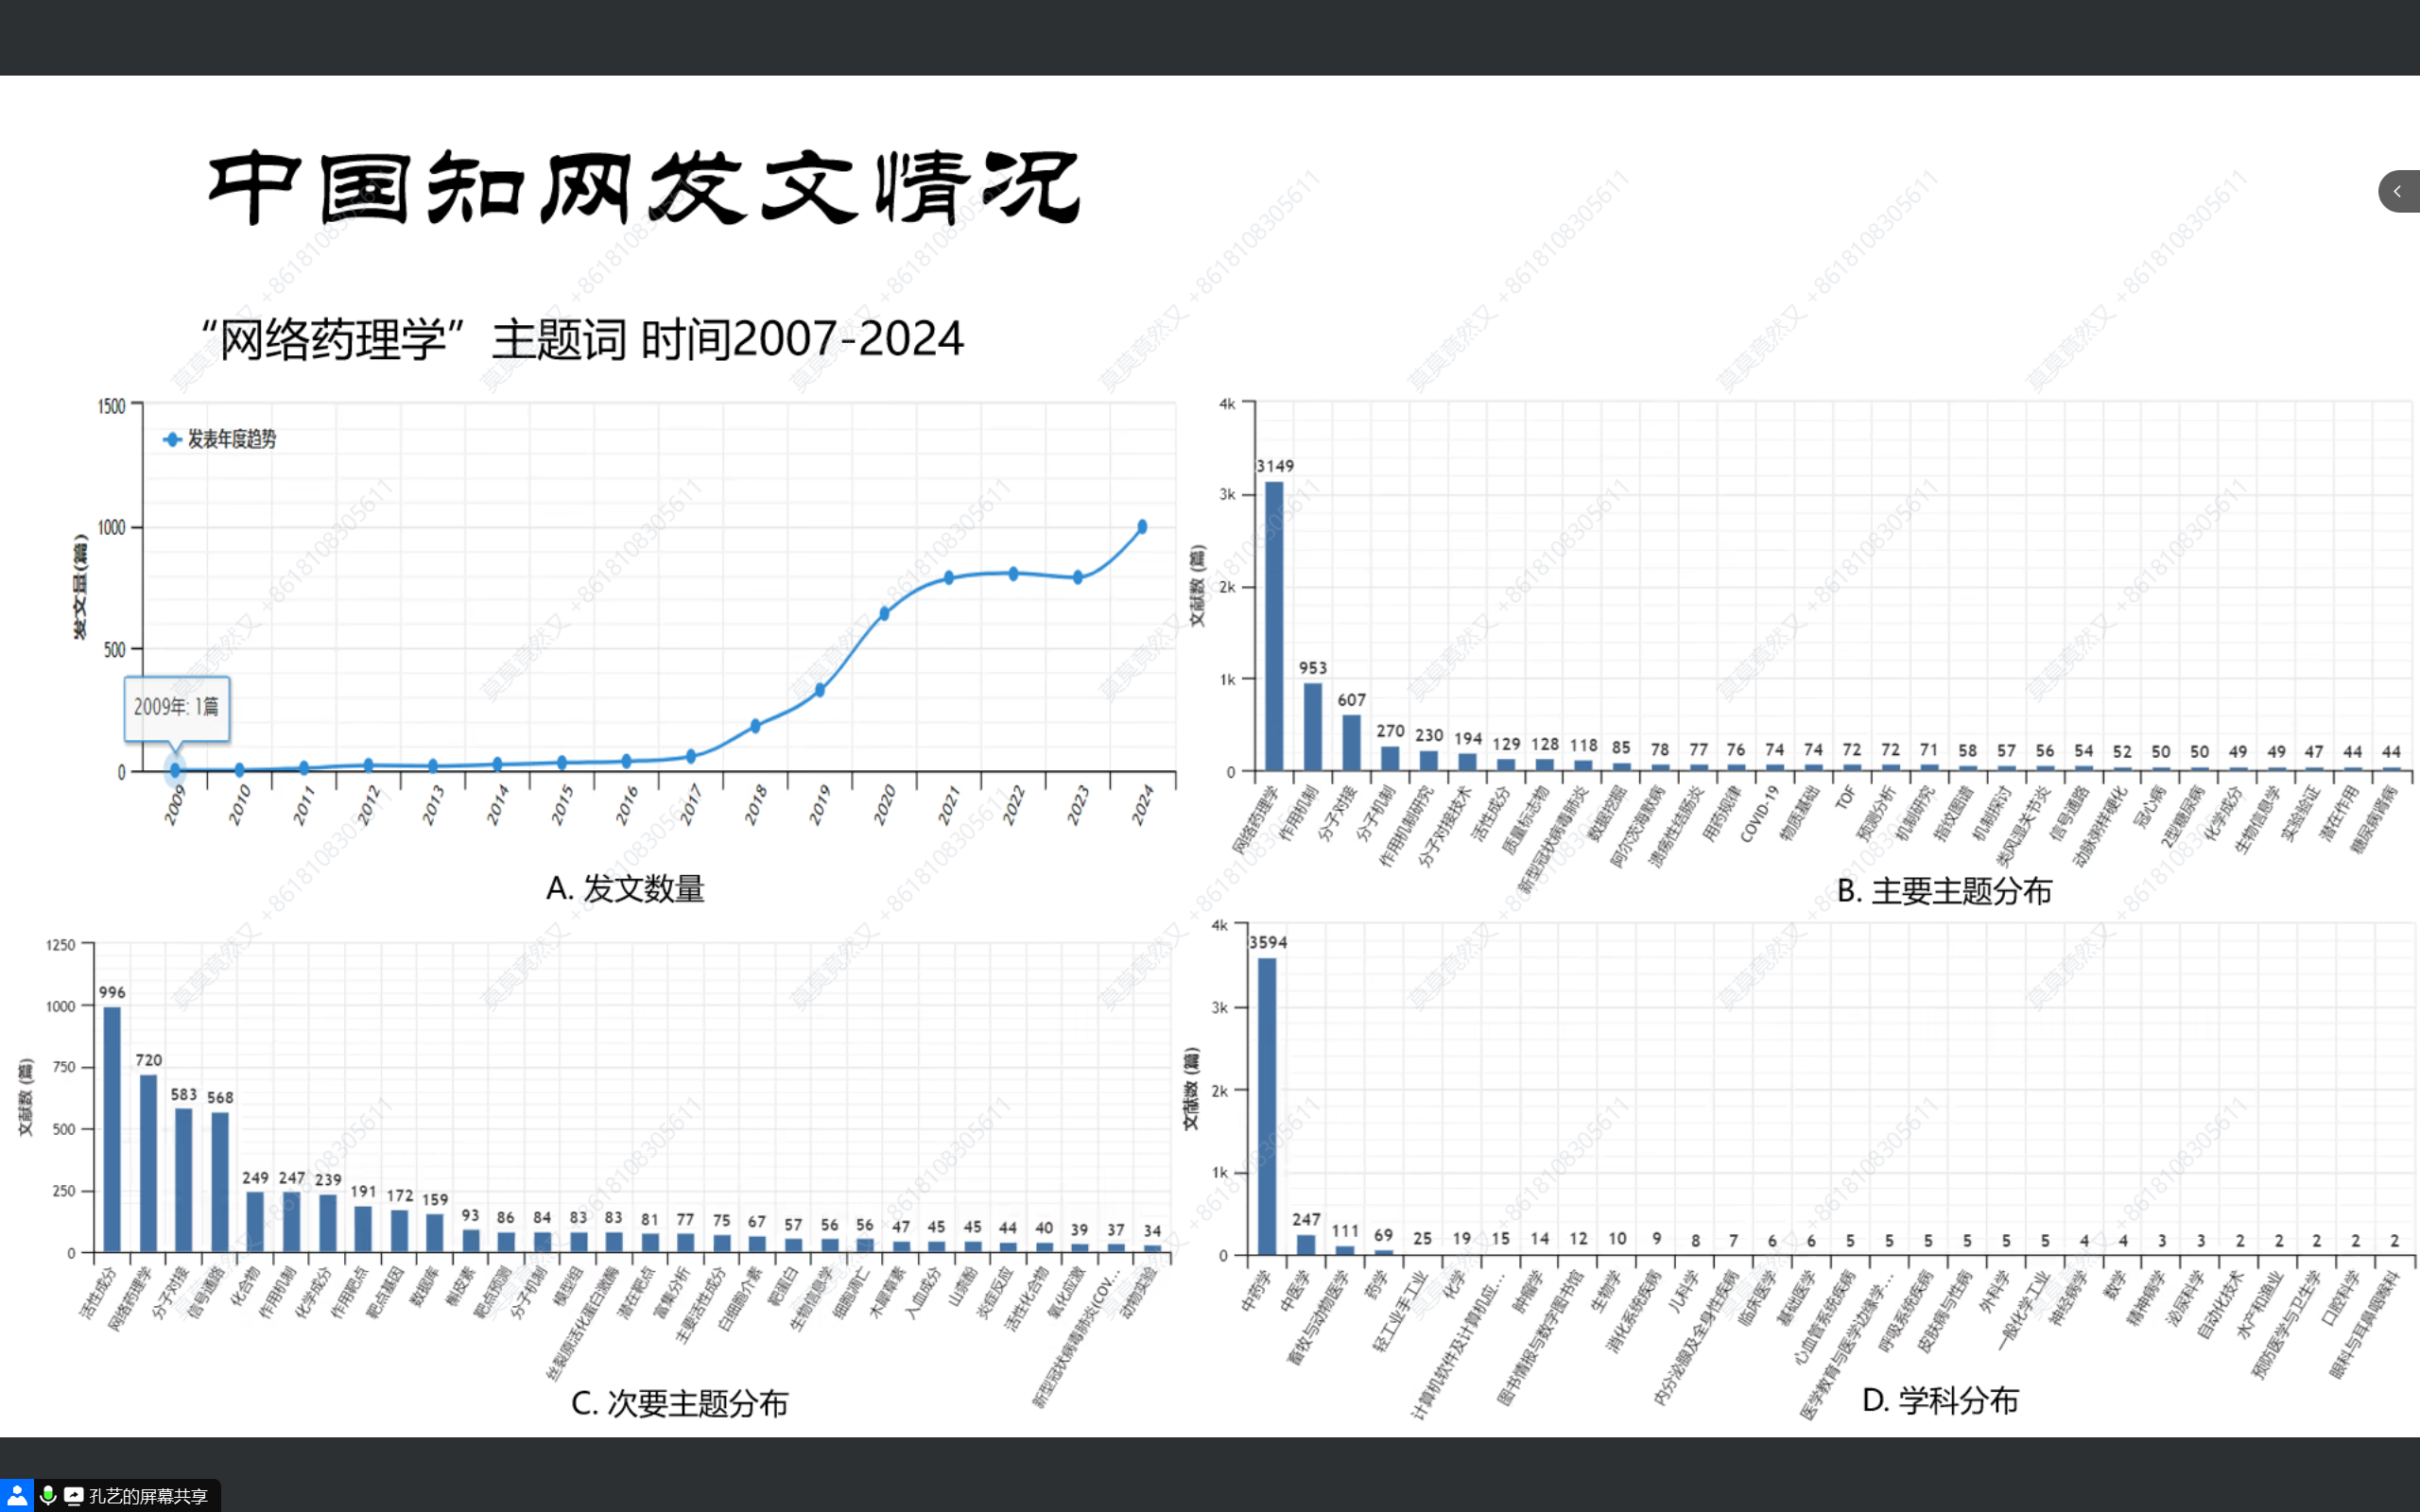 中国知网发文情况
“网络药理学”主题词 时间2007-2024
发表年度趋势
发文量(篇)
1500
1000
500
0
2009年: 1篇
2009 2010 2011 2012 2013 2014 2015 2016 2017 2018 2019 2020 2021 2022 2023 2024
A. 发文数量
文献数 (篇)
4k
3k
2k
1k
0
3149 953 607 270 230 194 129 128 118 85 78 77 76 74 74 72 72 71 58 57 56 54 52 50 50 49 49 47 44 44
网络药理学 作用机制 分子对接 分子机制 作用机制研究 分子对接技术 活性成分 质量标志物 新型冠状病毒肺炎 数据挖掘 阿尔茨海默病 溃疡性结肠炎 用药规律 COVID-19 物质基础 TOF 预测分析 机制研究 指纹图谱 机制探讨 类风湿关节炎 信号通路 动脉粥样硬化 冠心病 2型糖尿病 化学成分 生物信息学 实验验证 潜在作用 糖尿病肾病
B. 主要主题分布
文献数 (篇)
1250
1000
750
500
250
0
996 720 583 568 249 247 239 191 172 159 93 86 84 83 83 81 77 75 67 57 56 56 47 45 45 44 40 39 37 34
活性成分 网络药理学 分子对接 信号通路 化合物 作用机制 化学成分 作用靶点 靶点基因 数据库 槲皮素 靶点预测 分子机制 模型组 丝裂原活化蛋白激酶 潜在靶点 富集分析 主要活性成分 白细胞介素 靶蛋白 生物信息学 细胞凋亡 木犀草素 入血成分 山柰酚 炎症反应 活性化合物 氧化应激 新型冠状病毒肺炎(COV... 动物实验
C. 次要主题分布
文献数 (篇)
4k
3k
2k
1k
0
3594 247 111 69 25 19 15 14 12 10 9 8 7 6 6 5 5 5 5 5 5 4 4 3 3 2 2 2 2 2
中药学 中医学 畜牧与动物医学 药学 轻工业手工业 化学 计算机软件及计算机应... 肿瘤学 图书情报与数字图书馆 生物学 消化系统疾病 儿科学 内分泌腺及全身性疾病 临床医学 基础医学 心血管系统疾病 医学教育与医学边缘学... 呼吸系统疾病 皮肤病与性病 外科学 一般化学工业 神经病学 数学 精神病学 泌尿科学 自动化技术 水产和渔业 预防医学与卫生学 口腔科学 眼科与耳鼻咽喉科
D. 学科分布
莫莫竟然又 +8618108305611
孔艺的屏幕共享